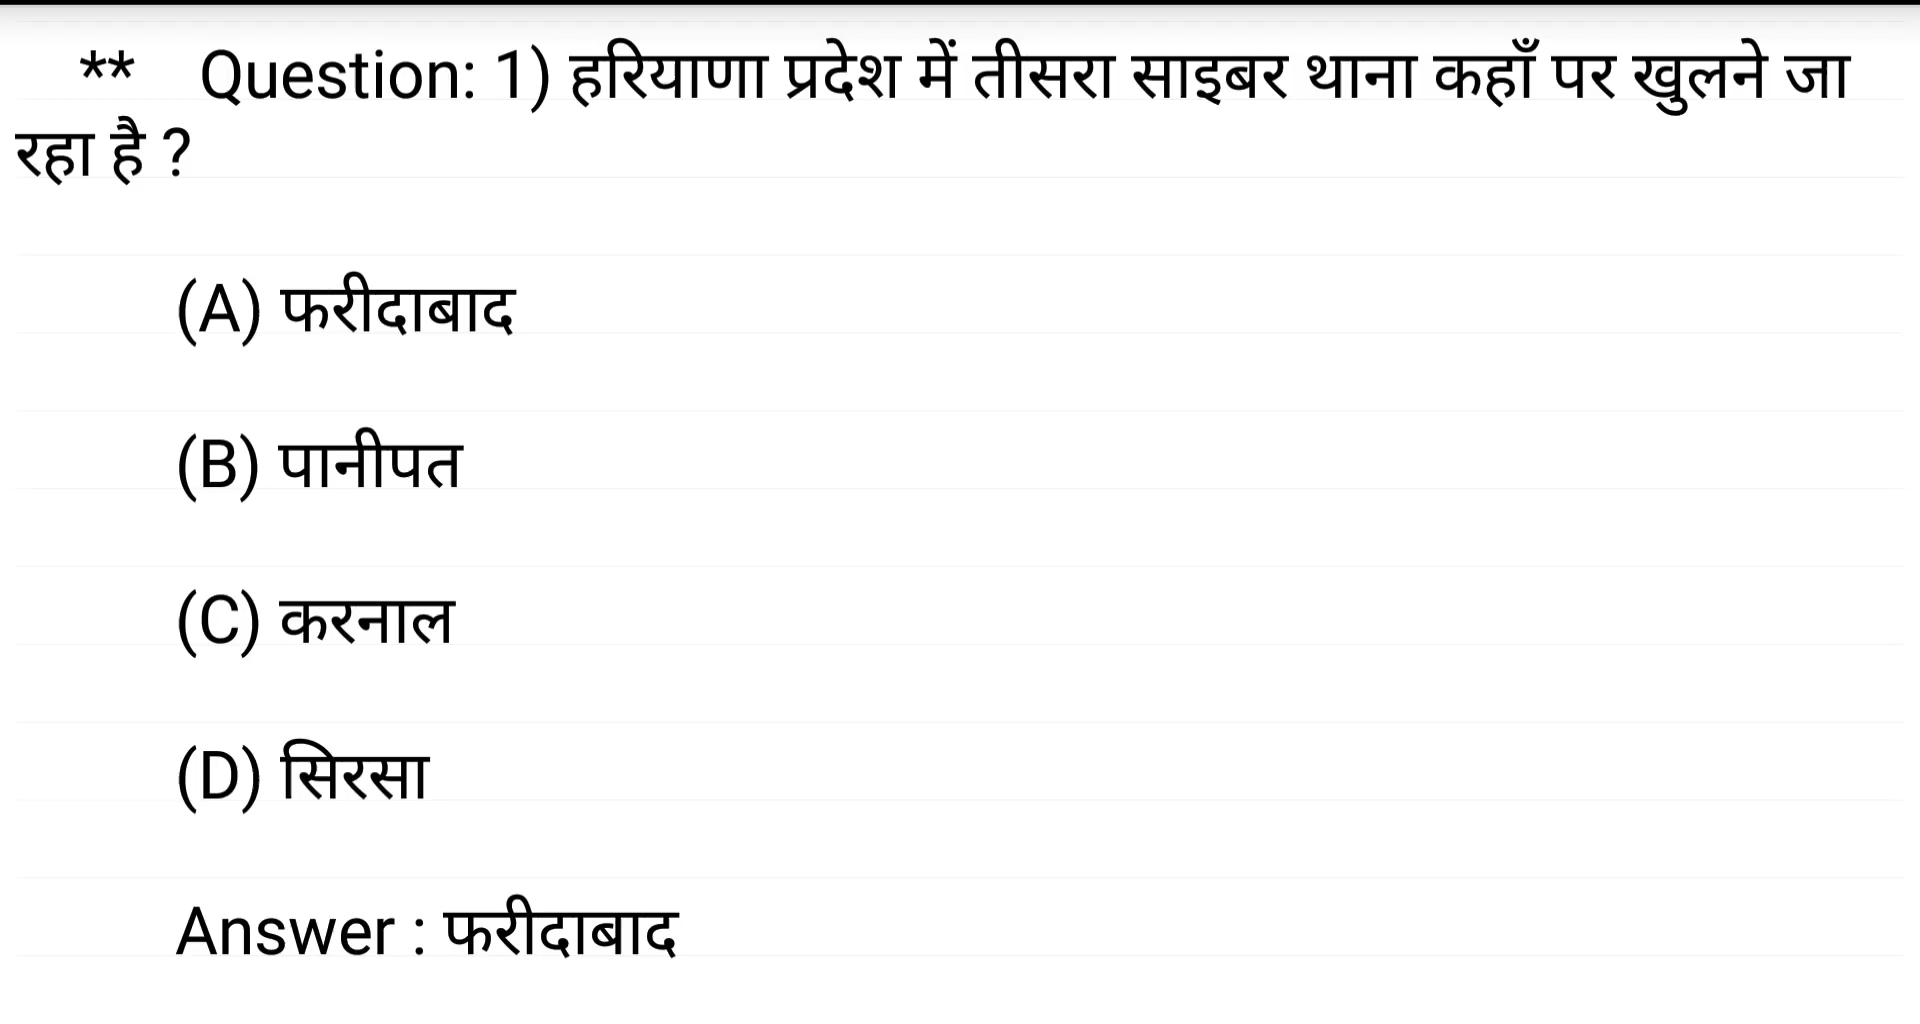 ** Question: 1) हरियाणा प्रदेश में तीसरा साइबर थाना कहाँ पर खुलने जा
रहा है ?
(A) फरीदाबाद
(B) पानीपत
(C) करनाल
(D) सिरसा
Answer : फरीदाबाद